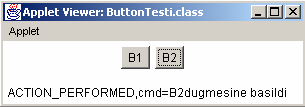 Applet Viewer: ButtonTesti.class
Applet
B1 B2
ACTION_PERFORMED,cmd=B2dugmesine basildi